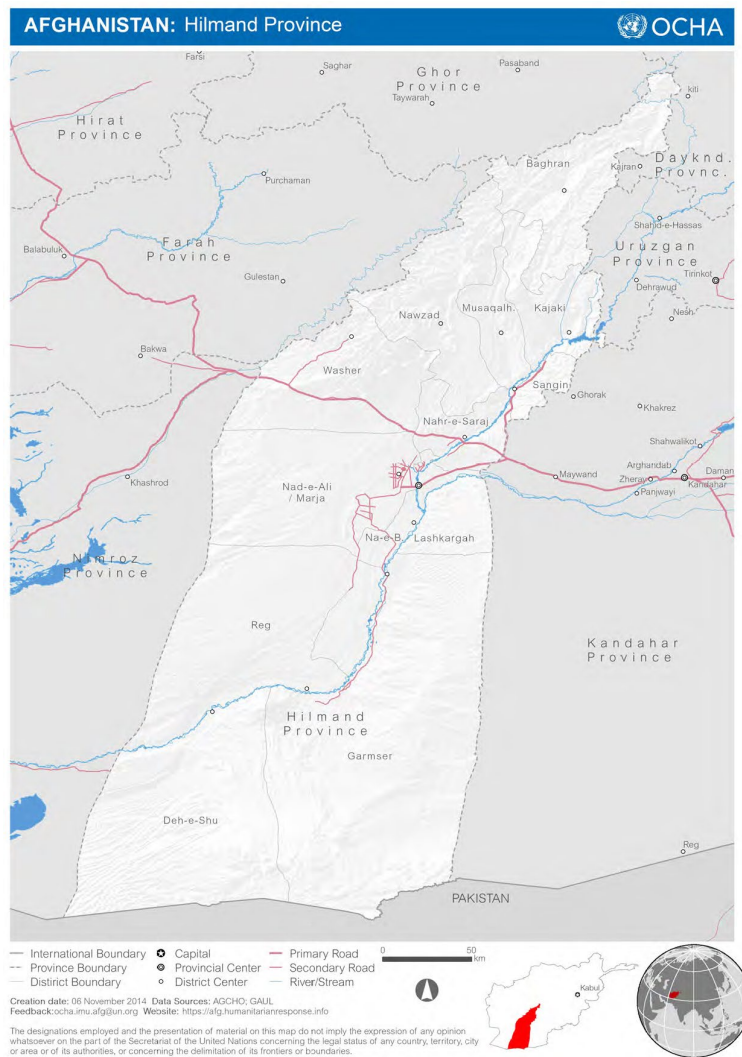 AFGHANISTAN: Hilmand Province
OCHA
Farsi
Saghar
Pasaband
Ghor
Province
Taywarah
kiti
Hirat
Province
Baghran
Kajran
Dayknd.
Provnc.
Purchaman
Shahid-e-Hassas
Farah
Province
Balabuluk
Uruzgan
Province
Tirinkot
Gulestan
Dehrawud
Nawzad
Musaqalh.
Kajaki
Nesh
Bakwa
Washer
Sangin
Ghorak
Khakrez
Nahr-e-Saraj
Shahwalikot
Khashrod
Nad-e-Ali
/ Marja
Maywand
Arghandab
Zheray
Daman
Kandahar
Panjwayi
Na-e-B.
Lashkargah
Nimroz
Province
Reg
Kandahar
Province
Hilmand
Province
Garmser
Deh-e-Shu
Reg
PAKISTAN
International Boundary
Province Boundary
District Boundary
Capital
Provincial Center
District Center
Primary Road
Secondary Road
River/Stream
0 50
km
Kabul
Creation date: 06 November 2014 Data Sources: AGCHO; GAUL
Feedback:ocha.imu.afg@un.org Website: https://afg.humanitarianresponse.info
The designations employed and the presentation of material on this map do not imply the expression of any opinion
whatsoever on the part of the Secretariat of the United Nations concerning the legal status of any country, territory, city
or area or of its authorities, or concerning the delimitation of its frontiers or boundaries.